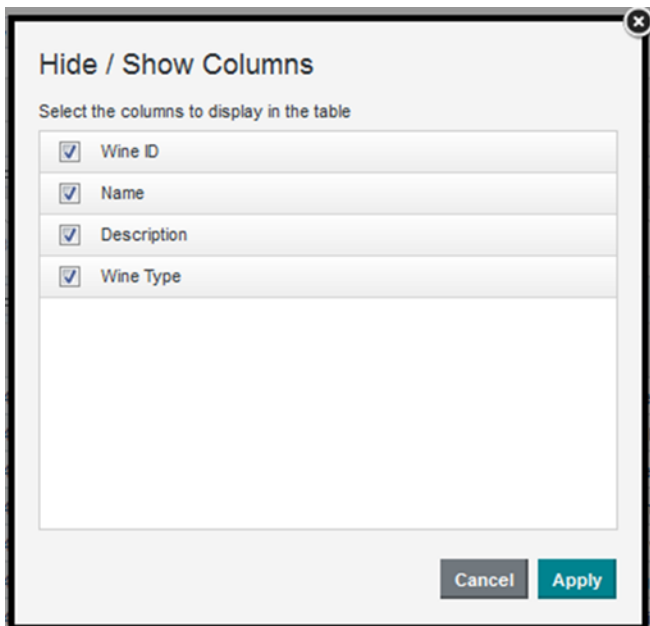 Hide / Show Columns
Select the columns to display in the table
Wine ID
Name
Description
Wine Type
Cancel Apply